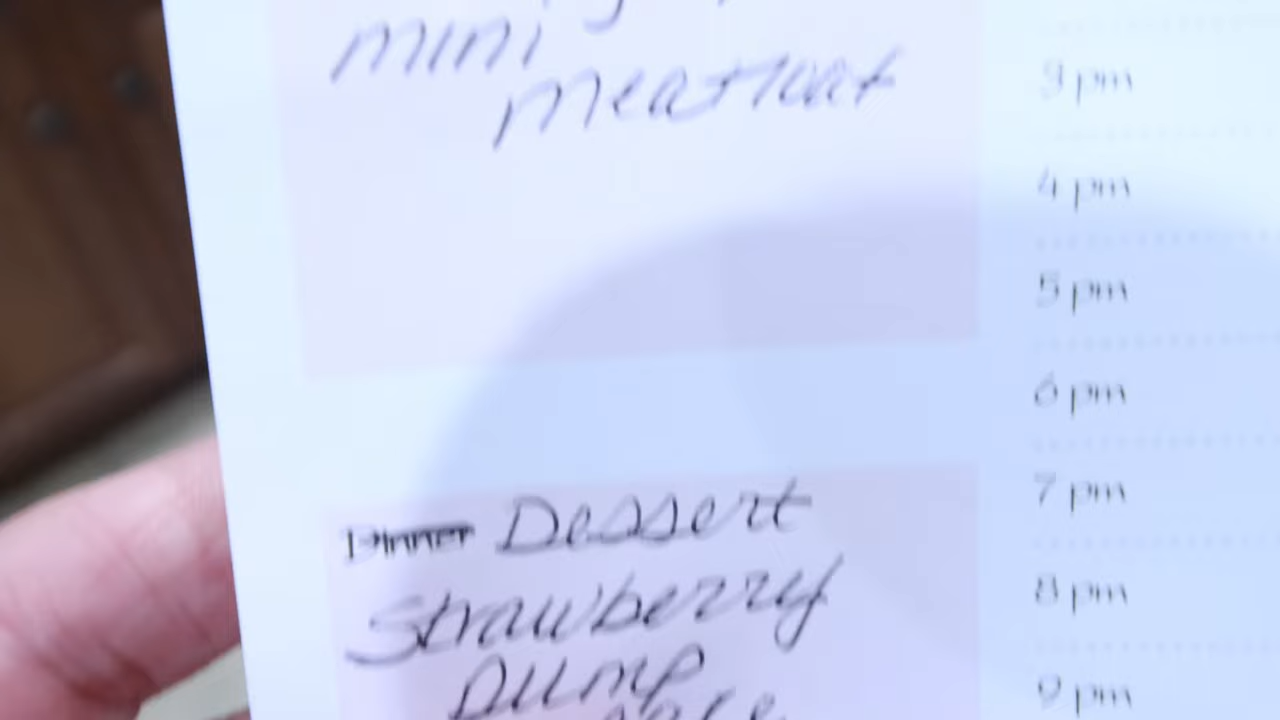 mini
meatloaf
3 pm
4 pm
5 pm
6 pm
7 pm
Dinner Dessert
Strawberry
8 pm
Dump
9 pm